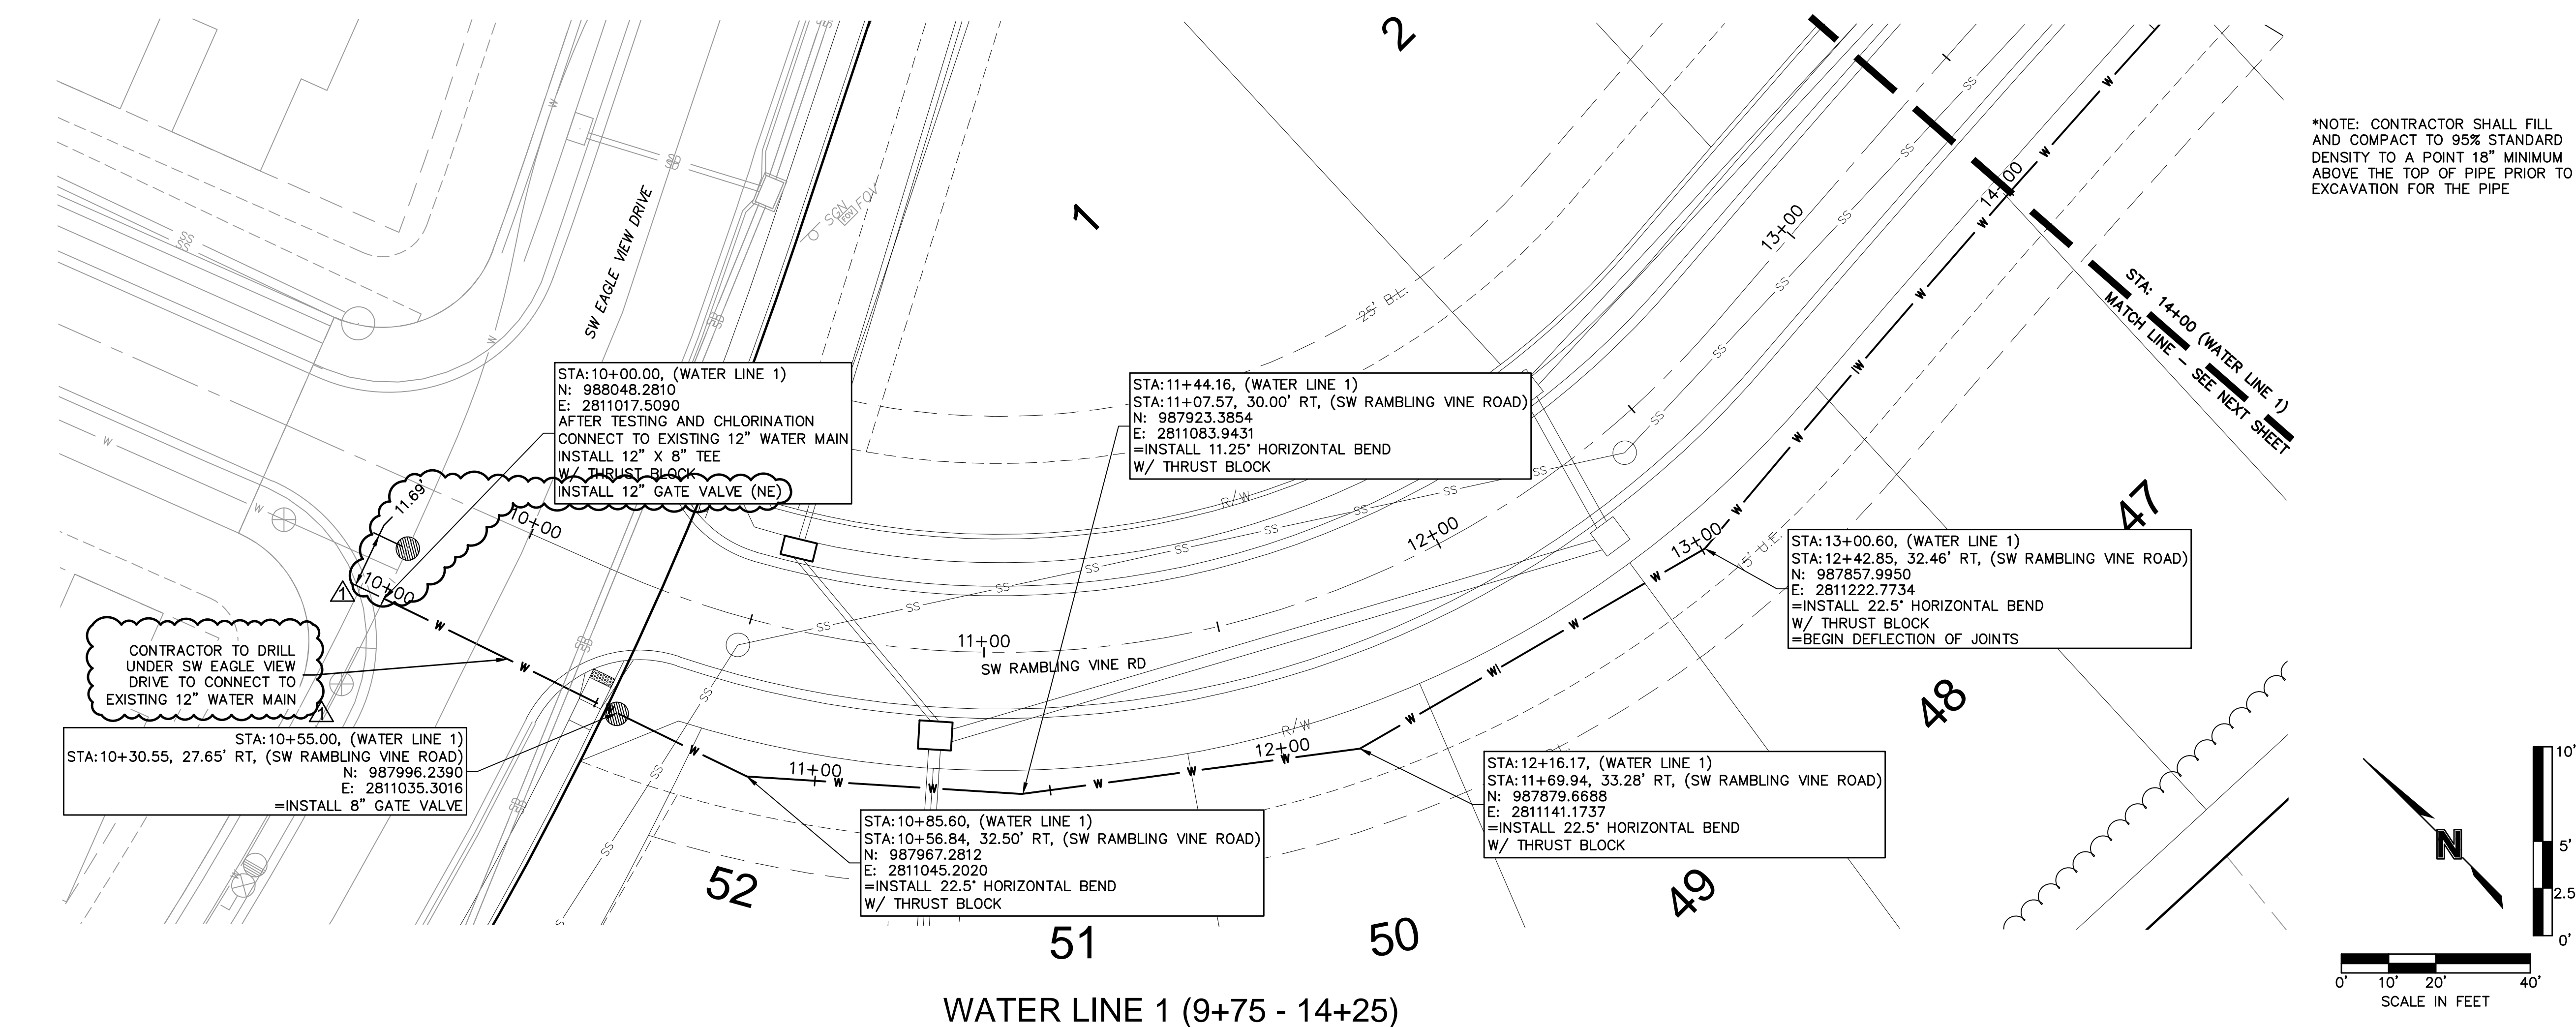 2
*NOTE: CONTRACTOR SHALL FILL
AND COMPACT TO 95% STANDARD
DENSITY TO A POINT 18" MINIMUM
ABOVE THE TOP OF PIPE PRIOR TO
EXCAVATION FOR THE PIPE
W
SD
SS
SW EAGLE VIEW DRIVE
SGN
FOV
FOV
1
25' B.L.
13+00
14+00
STA: 14+00 (WATER LINE 1)
MATCH LINE - SEE NEXT SHEET
STA:10+00.00, (WATER LINE 1)
N: 988048.2810
E: 2811017.5090
AFTER TESTING AND CHLORINATION
CONNECT TO EXISTING 12" WATER MAIN
INSTALL 12" X 8" TEE
W/ THRUST BLOCK
INSTALL 12" GATE VALVE (NE)
STA:11+44.16, (WATER LINE 1)
STA:11+07.57, 30.00' RT, (SW RAMBLING VINE ROAD)
N: 987923.3854
E: 2811083.9431
=INSTALL 11.25° HORIZONTAL BEND
W/ THRUST BLOCK
11.69'
10+00
10+00
1
R/W
12+00
11+00
SW RAMBLING VINE RD
13+00
15' U.E.
47
STA:13+00.60, (WATER LINE 1)
STA:12+42.85, 32.46' RT, (SW RAMBLING VINE ROAD)
N: 987857.9950
E: 2811222.7734
=INSTALL 22.5° HORIZONTAL BEND
W/ THRUST BLOCK
=BEGIN DEFLECTION OF JOINTS
CONTRACTOR TO DRILL
UNDER SW EAGLE VIEW
DRIVE TO CONNECT TO
EXISTING 12" WATER MAIN
1
STA:10+55.00, (WATER LINE 1)
STA:10+30.55, 27.65' RT, (SW RAMBLING VINE ROAD)
N: 987996.2390
E: 2811035.3016
=INSTALL 8" GATE VALVE
11+00
R/W
12+00
48
STA:10+85.60, (WATER LINE 1)
STA:10+56.84, 32.50' RT, (SW RAMBLING VINE ROAD)
N: 987967.2812
E: 2811045.2020
=INSTALL 22.5° HORIZONTAL BEND
W/ THRUST BLOCK
STA:12+16.17, (WATER LINE 1)
STA:11+69.94, 33.28' RT, (SW RAMBLING VINE ROAD)
N: 987879.6688
E: 2811141.1737
=INSTALL 22.5° HORIZONTAL BEND
W/ THRUST BLOCK
52
51
50
49
N
10'
5'
2.5'
0'
0' 10' 20' 40'
SCALE IN FEET
WATER LINE 1 (9+75 - 14+25)